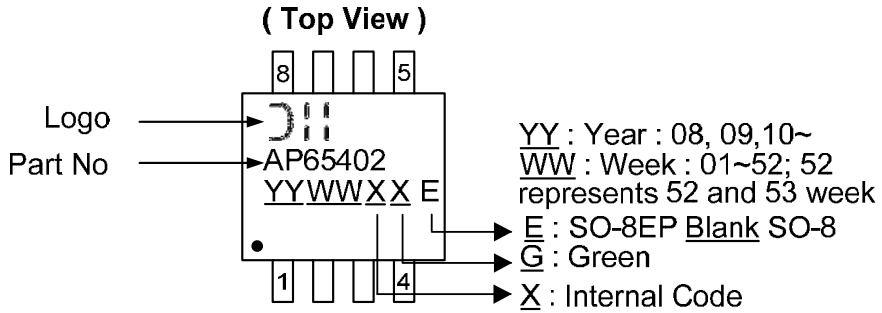 ( Top View )
8
5
Logo
Part No
AP65402
YYWWXX E
1
4
YY : Year : 08, 09,10~
WW : Week : 01~52; 52
represents 52 and 53 week
E : SO-8EP Blank SO-8
G : Green
X : Internal Code